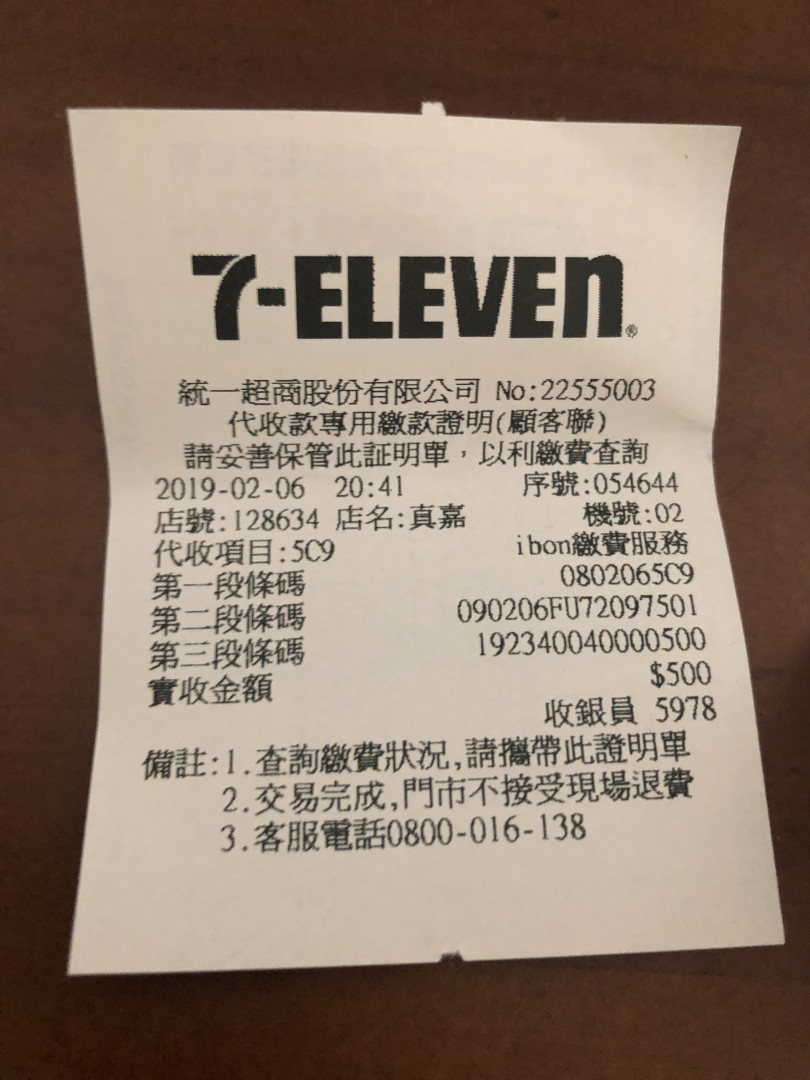 7-ELEVEn®
統一超商股份有限公司 No:22555003
代收款專用繳款證明(顧客聯)
請妥善保管此証明單，以利繳費查詢
2019-02-06 20:41 序號:054644
店號:128634 店名:真嘉 機號:02
代收項目:5C9 ibon繳費服務
第一段條碼 0802065C9
第二段條碼 090206FU72097501
第三段條碼 192340040000500
實收金額 $500
收銀員 5978
備註:1.查詢繳費狀況,請攜帶此證明單
2.交易完成,門市不接受現場退費
3.客服電話0800-016-138